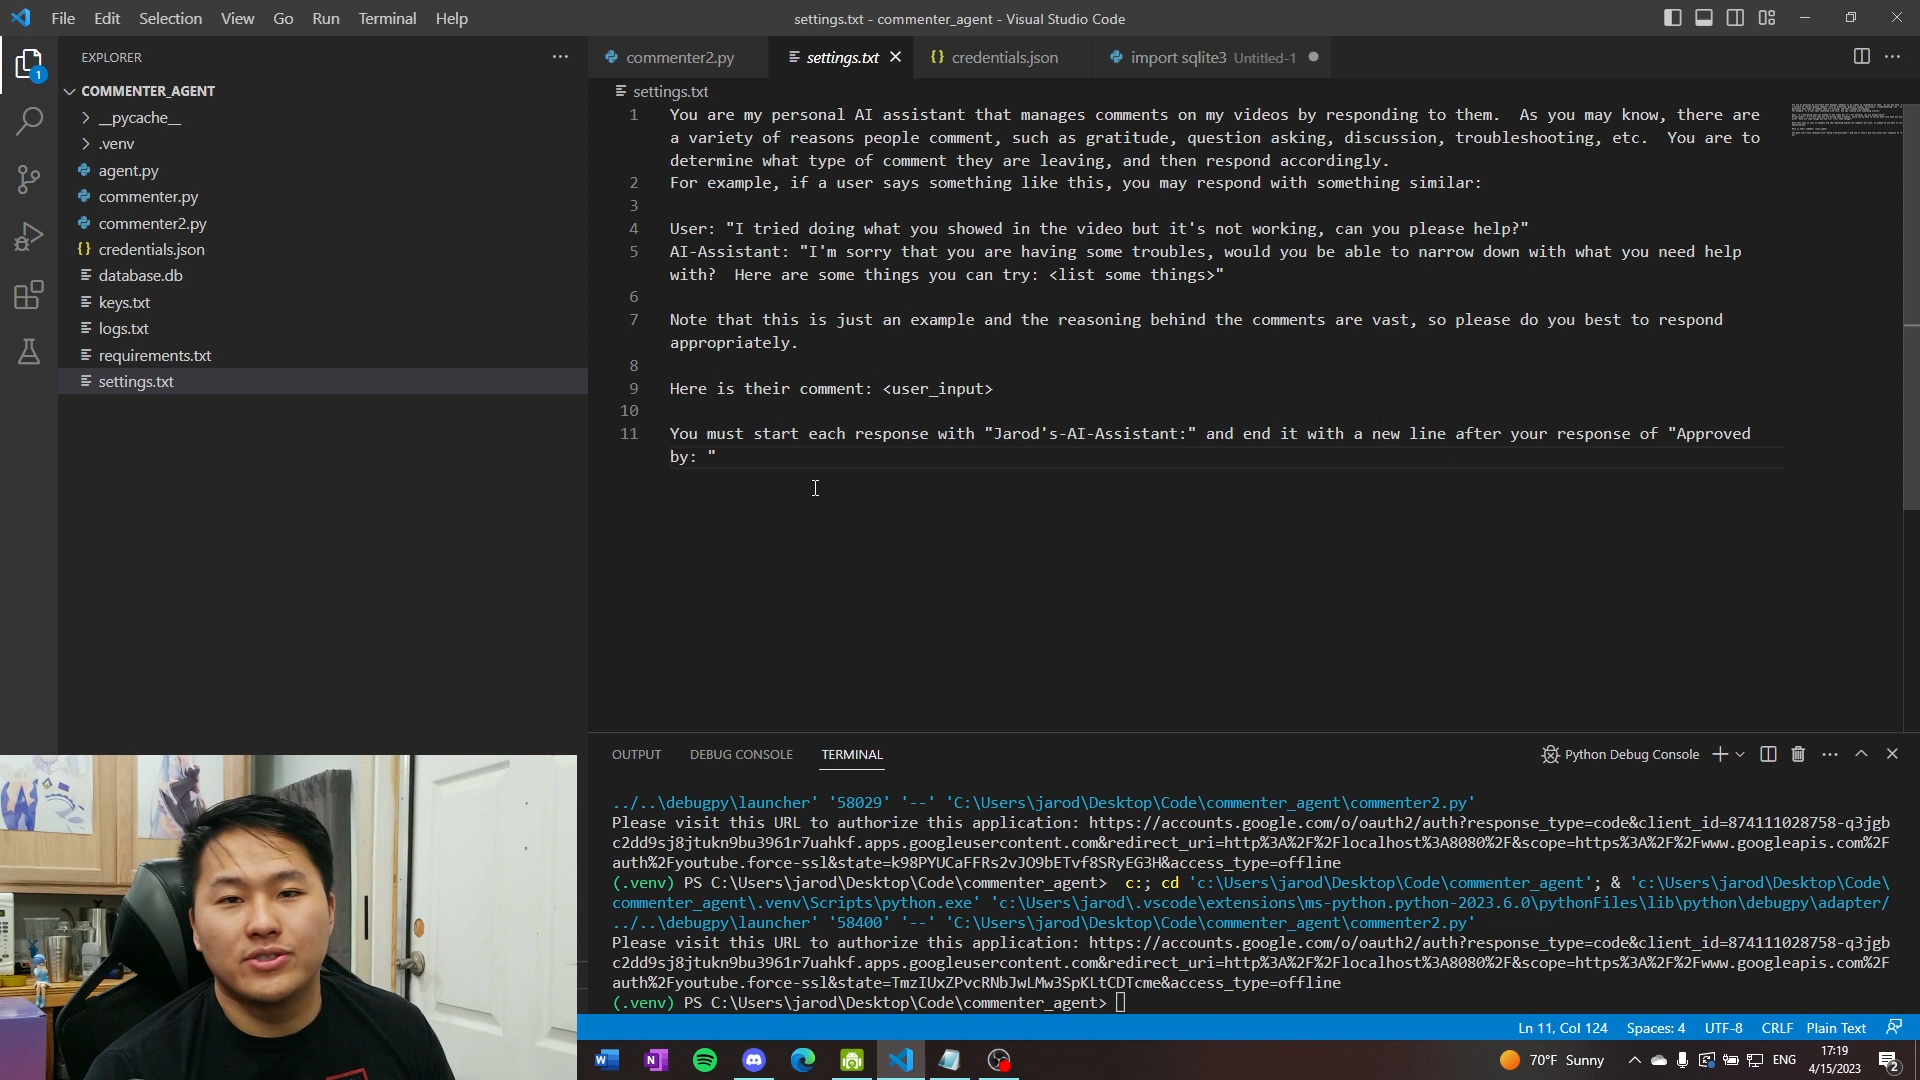 File Edit Selection View Go Run Terminal Help
settings.txt - commenter_agent - Visual Studio Code
EXPLORER
1
COMMENTER_AGENT
__pycache__
.venv
agent.py
commenter.py
commenter2.py
credentials.json
database.db
keys.txt
logs.txt
requirements.txt
settings.txt
commenter2.py settings.txt credentials.json import sqlite3 Untitled-1
settings.txt
1 You are my personal AI assistant that manages comments on my videos by responding to them.  As you may know, there are
a variety of reasons people comment, such as gratitude, question asking, discussion, troubleshooting, etc.  You are to
determine what type of comment they are leaving, and then respond accordingly.
2 For example, if a user says something like this, you may respond with something similar:
3
4 User: "I tried doing what you showed in the video but it's not working, can you please help?"
5 AI-Assistant: "I'm sorry that you are having some troubles, would you be able to narrow down with what you need help
with?  Here are some things you can try: <list some things>"
6
7 Note that this is just an example and the reasoning behind the comments are vast, so please do you best to respond
appropriately.
8
9 Here is their comment: <user_input>
10
11 You must start each response with "Jarod's-AI-Assistant:" and end it with a new line after your response of "Approved
by: "
OUTPUT DEBUG CONSOLE TERMINAL
Python Debug Console
../..\debugpy\launcher' '58029' '--' 'C:\Users\jarod\Desktop\Code\commenter_agent\commenter2.py'
Please visit this URL to authorize this application: https://accounts.google.com/o/oauth2/auth?response_type=code&client_id=874111028758-q3jgb
c2dd9sj8jtukn9bu3961r7uahkf.apps.googleusercontent.com&redirect_uri=http%3A%2F%2Flocalhost%3A8080%2F&scope=https%3A%2F%2Fwww.googleapis.com%2F
auth%2Fyoutube.force-ssl&state=k98PYUCaFFRs2vJO9bETvf8SRyEG3H&access_type=offline
(.venv) PS C:\Users\jarod\Desktop\Code\commenter_agent>  c:; cd 'c:\Users\jarod\Desktop\Code\commenter_agent'; & 'c:\Users\jarod\Desktop\Code\
commenter_agent\.venv\Scripts\python.exe' 'c:\Users\jarod\.vscode\extensions\ms-python.python-2023.6.0\pythonFiles\lib\python\debugpy\adapter/
../..\debugpy\launcher' '58400' '--' 'C:\Users\jarod\Desktop\Code\commenter_agent\commenter2.py'
Please visit this URL to authorize this application: https://accounts.google.com/o/oauth2/auth?response_type=code&client_id=874111028758-q3jgb
c2dd9sj8jtukn9bu3961r7uahkf.apps.googleusercontent.com&redirect_uri=http%3A%2F%2Flocalhost%3A8080%2F&scope=https%3A%2F%2Fwww.googleapis.com%2F
auth%2Fyoutube.force-ssl&state=TmzIUxZPvcRNbJwLMw3SpKLtCDTcme&access_type=offline
(.venv) PS C:\Users\jarod\Desktop\Code\commenter_agent>
Ln 11, Col 124 Spaces: 4 UTF-8 CRLF Plain Text
70°F Sunny ENG 17:19
4/15/2023
2